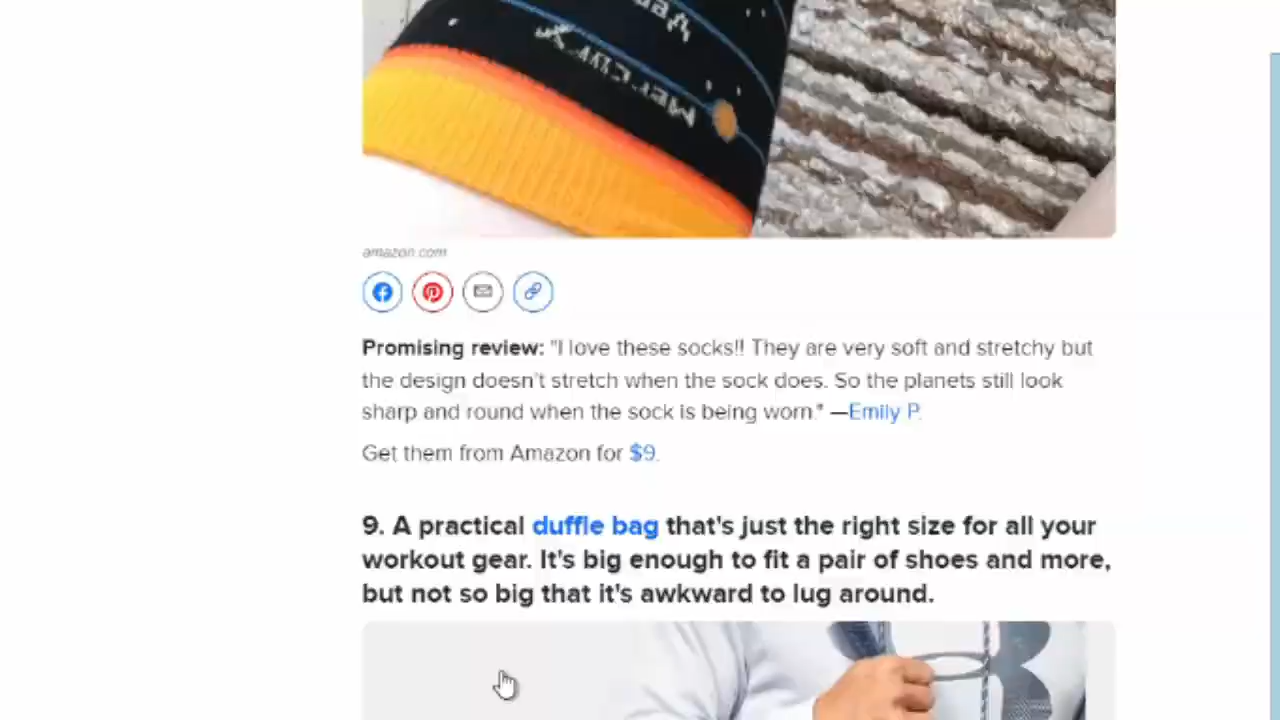 Mercury
amazon.com
Promising review: "I love these socks!! They are very soft and stretchy but
the design doesn't stretch when the sock does. So the planets still look
sharp and round when the sock is being worn." —Emily P.
Get them from Amazon for $9.
9. A practical duffle bag that's just the right size for all your
workout gear. It's big enough to fit a pair of shoes and more,
but not so big that it's awkward to lug around.